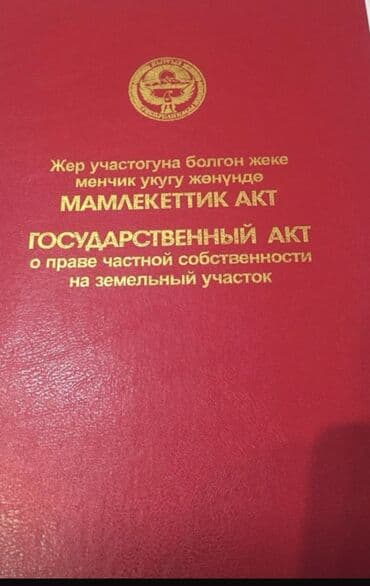 Жер участогуна болгон жеке
менчик укугу жөнүндө
МАМЛЕКЕТТИК АКТ
ГОСУДАРСТВЕННЫЙ АКТ
о праве частной собственности
на земельный участок